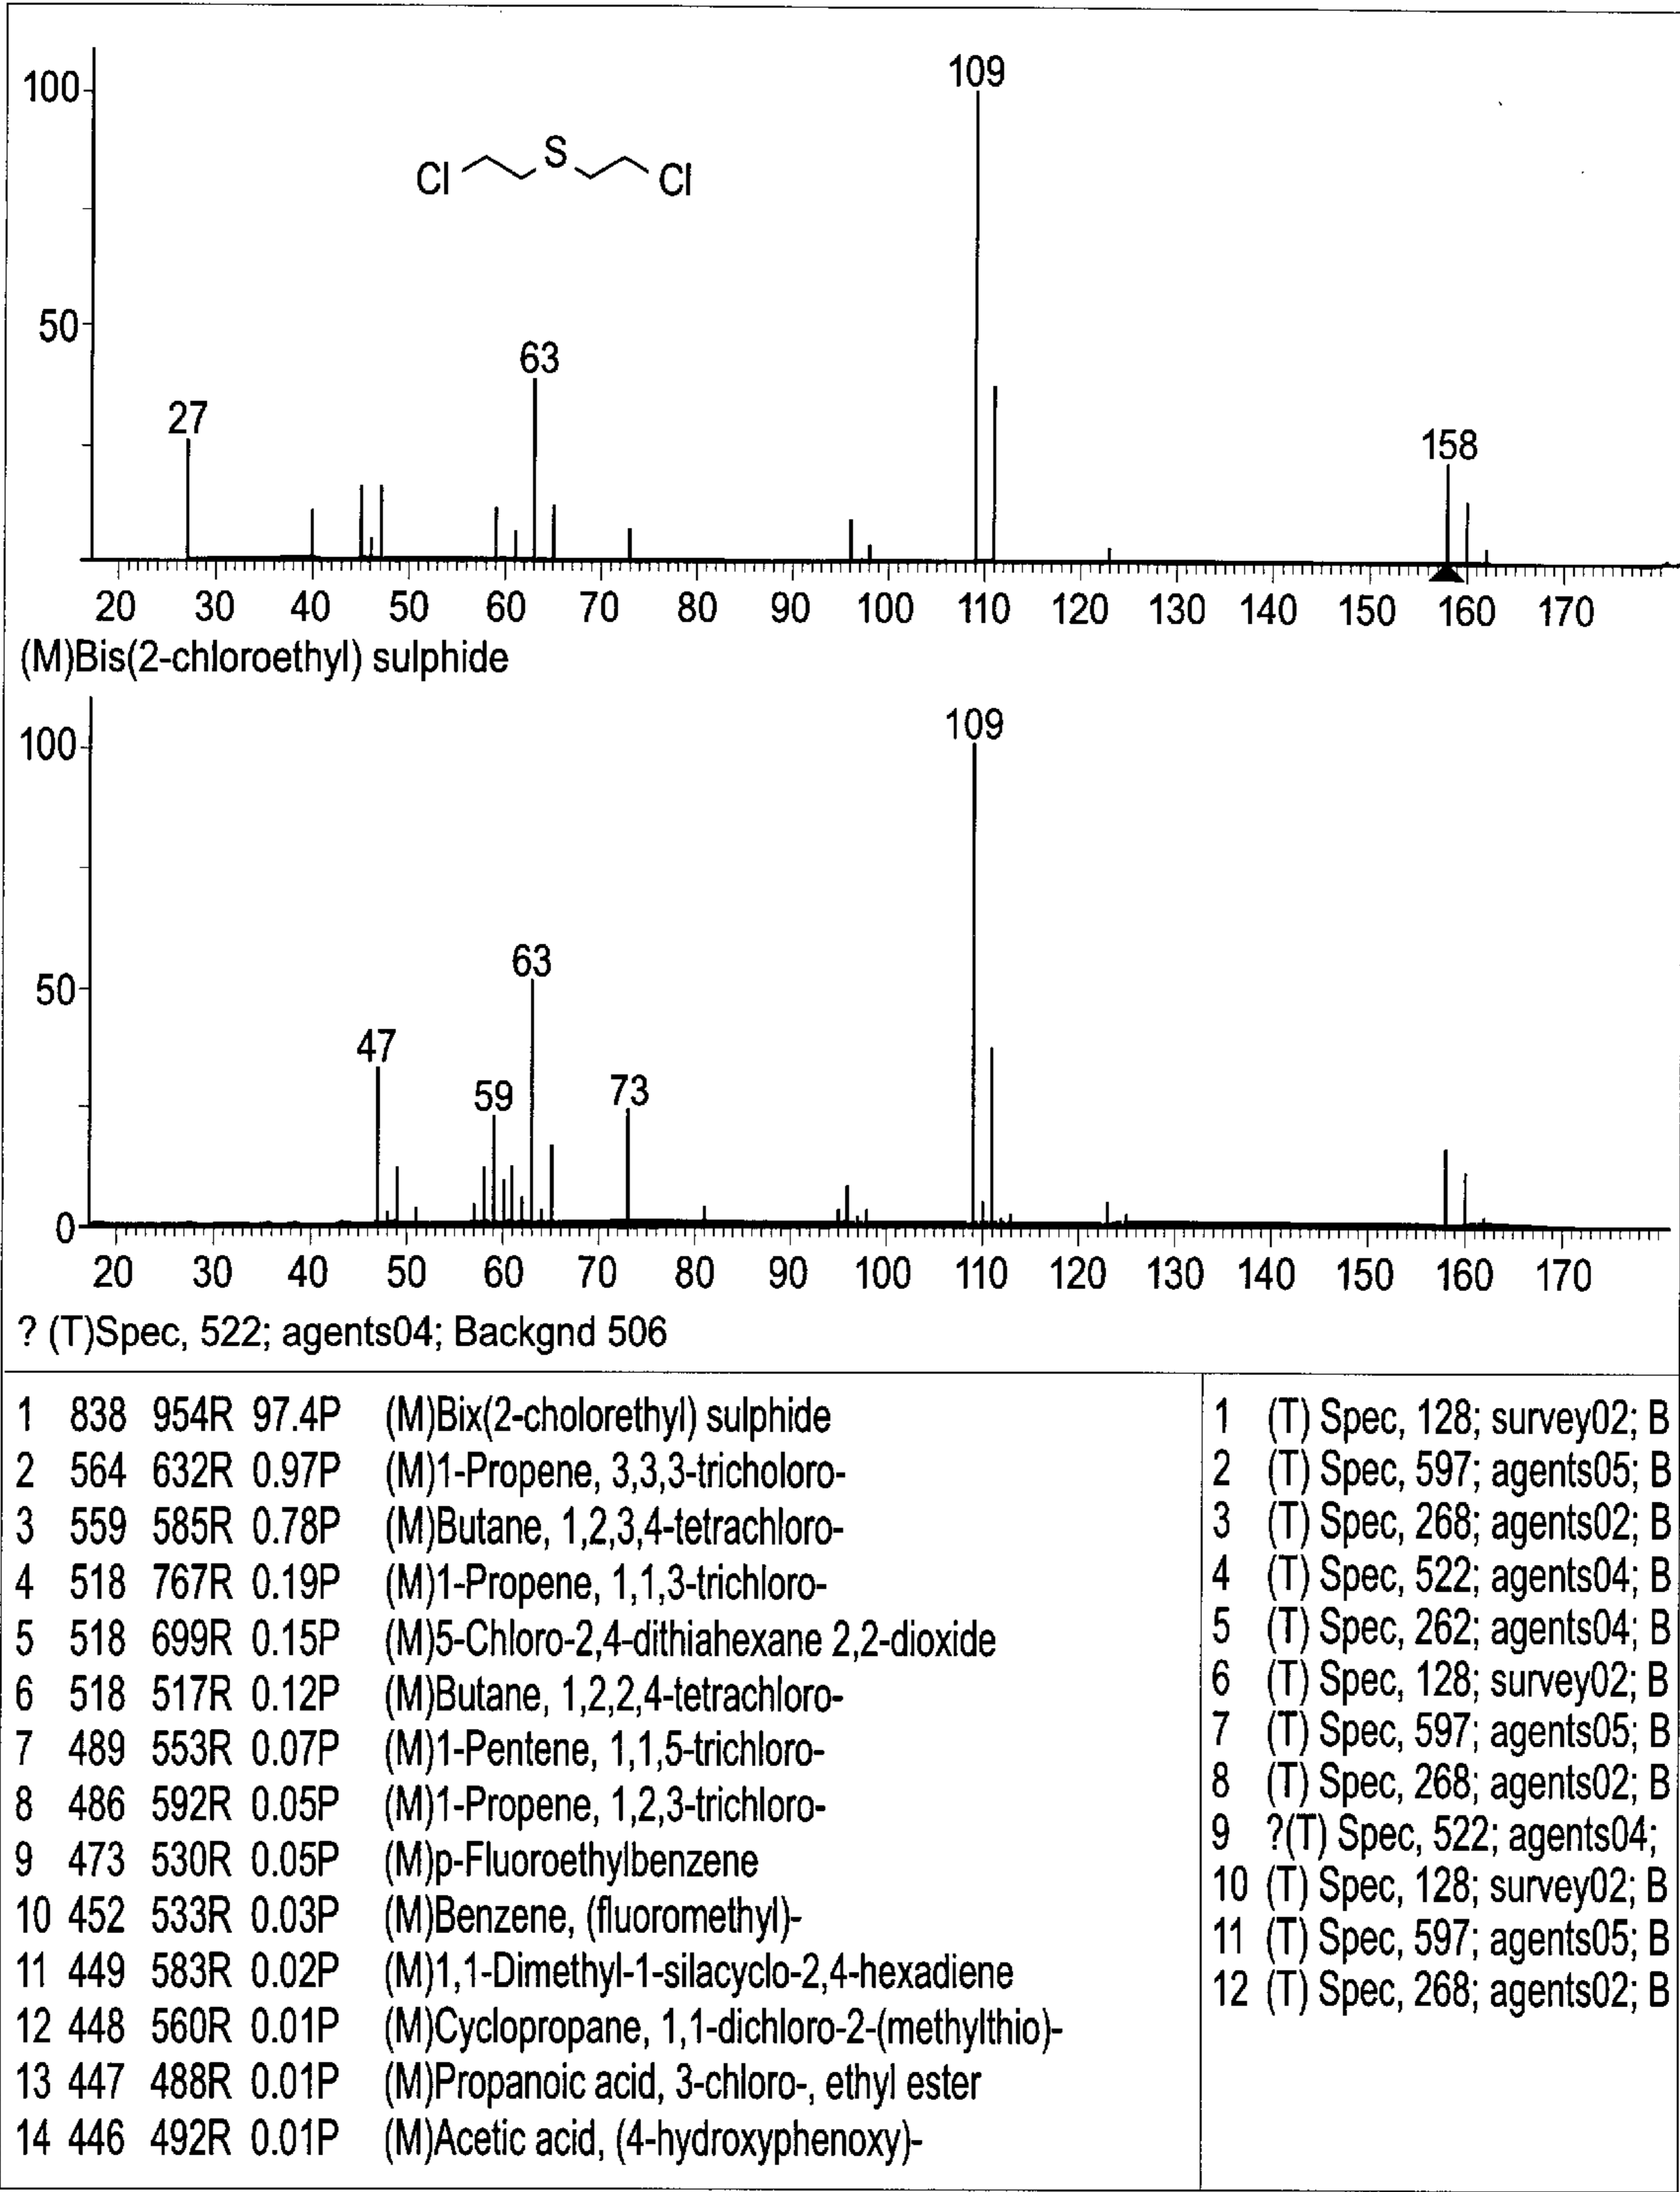 100
109
Cl S Cl
50
63
27
158
20 30 40 50 60 70 80 90 100 110 120 130 140 150 160 170
(M)Bis(2-chloroethyl) sulphide
100
109
50
63
47
59
73
0
20 30 40 50 60 70 80 90 100 110 120 130 140 150 160 170
? (T)Spec, 522; agents04; Backgnd 506
1 838 954R 97.4P (M)Bix(2-cholorethyl) sulphide
2 564 632R 0.97P (M)1-Propene, 3,3,3-tricholoro-
3 559 585R 0.78P (M)Butane, 1,2,3,4-tetrachloro-
4 518 767R 0.19P (M)1-Propene, 1,1,3-trichloro-
5 518 699R 0.15P (M)5-Chloro-2,4-dithiahexane 2,2-dioxide
6 518 517R 0.12P (M)Butane, 1,2,2,4-tetrachloro-
7 489 553R 0.07P (M)1-Pentene, 1,1,5-trichloro-
8 486 592R 0.05P (M)1-Propene, 1,2,3-trichloro-
9 473 530R 0.05P (M)p-Fluoroethylbenzene
10 452 533R 0.03P (M)Benzene, (fluoromethyl)-
11 449 583R 0.02P (M)1,1-Dimethyl-1-silacyclo-2,4-hexadiene
12 448 560R 0.01P (M)Cyclopropane, 1,1-dichloro-2-(methylthio)-
13 447 488R 0.01P (M)Propanoic acid, 3-chloro-, ethyl ester
14 446 492R 0.01P (M)Acetic acid, (4-hydroxyphenoxy)-
1 (T) Spec, 128; survey02; B
2 (T) Spec, 597; agents05; B
3 (T) Spec, 268; agents02; B
4 (T) Spec, 522; agents04; B
5 (T) Spec, 262; agents04; B
6 (T) Spec, 128; survey02; B
7 (T) Spec, 597; agents05; B
8 (T) Spec, 268; agents02; B
9 ?(T) Spec, 522; agents04;
10 (T) Spec, 128; survey02; B
11 (T) Spec, 597; agents05; B
12 (T) Spec, 268; agents02; B